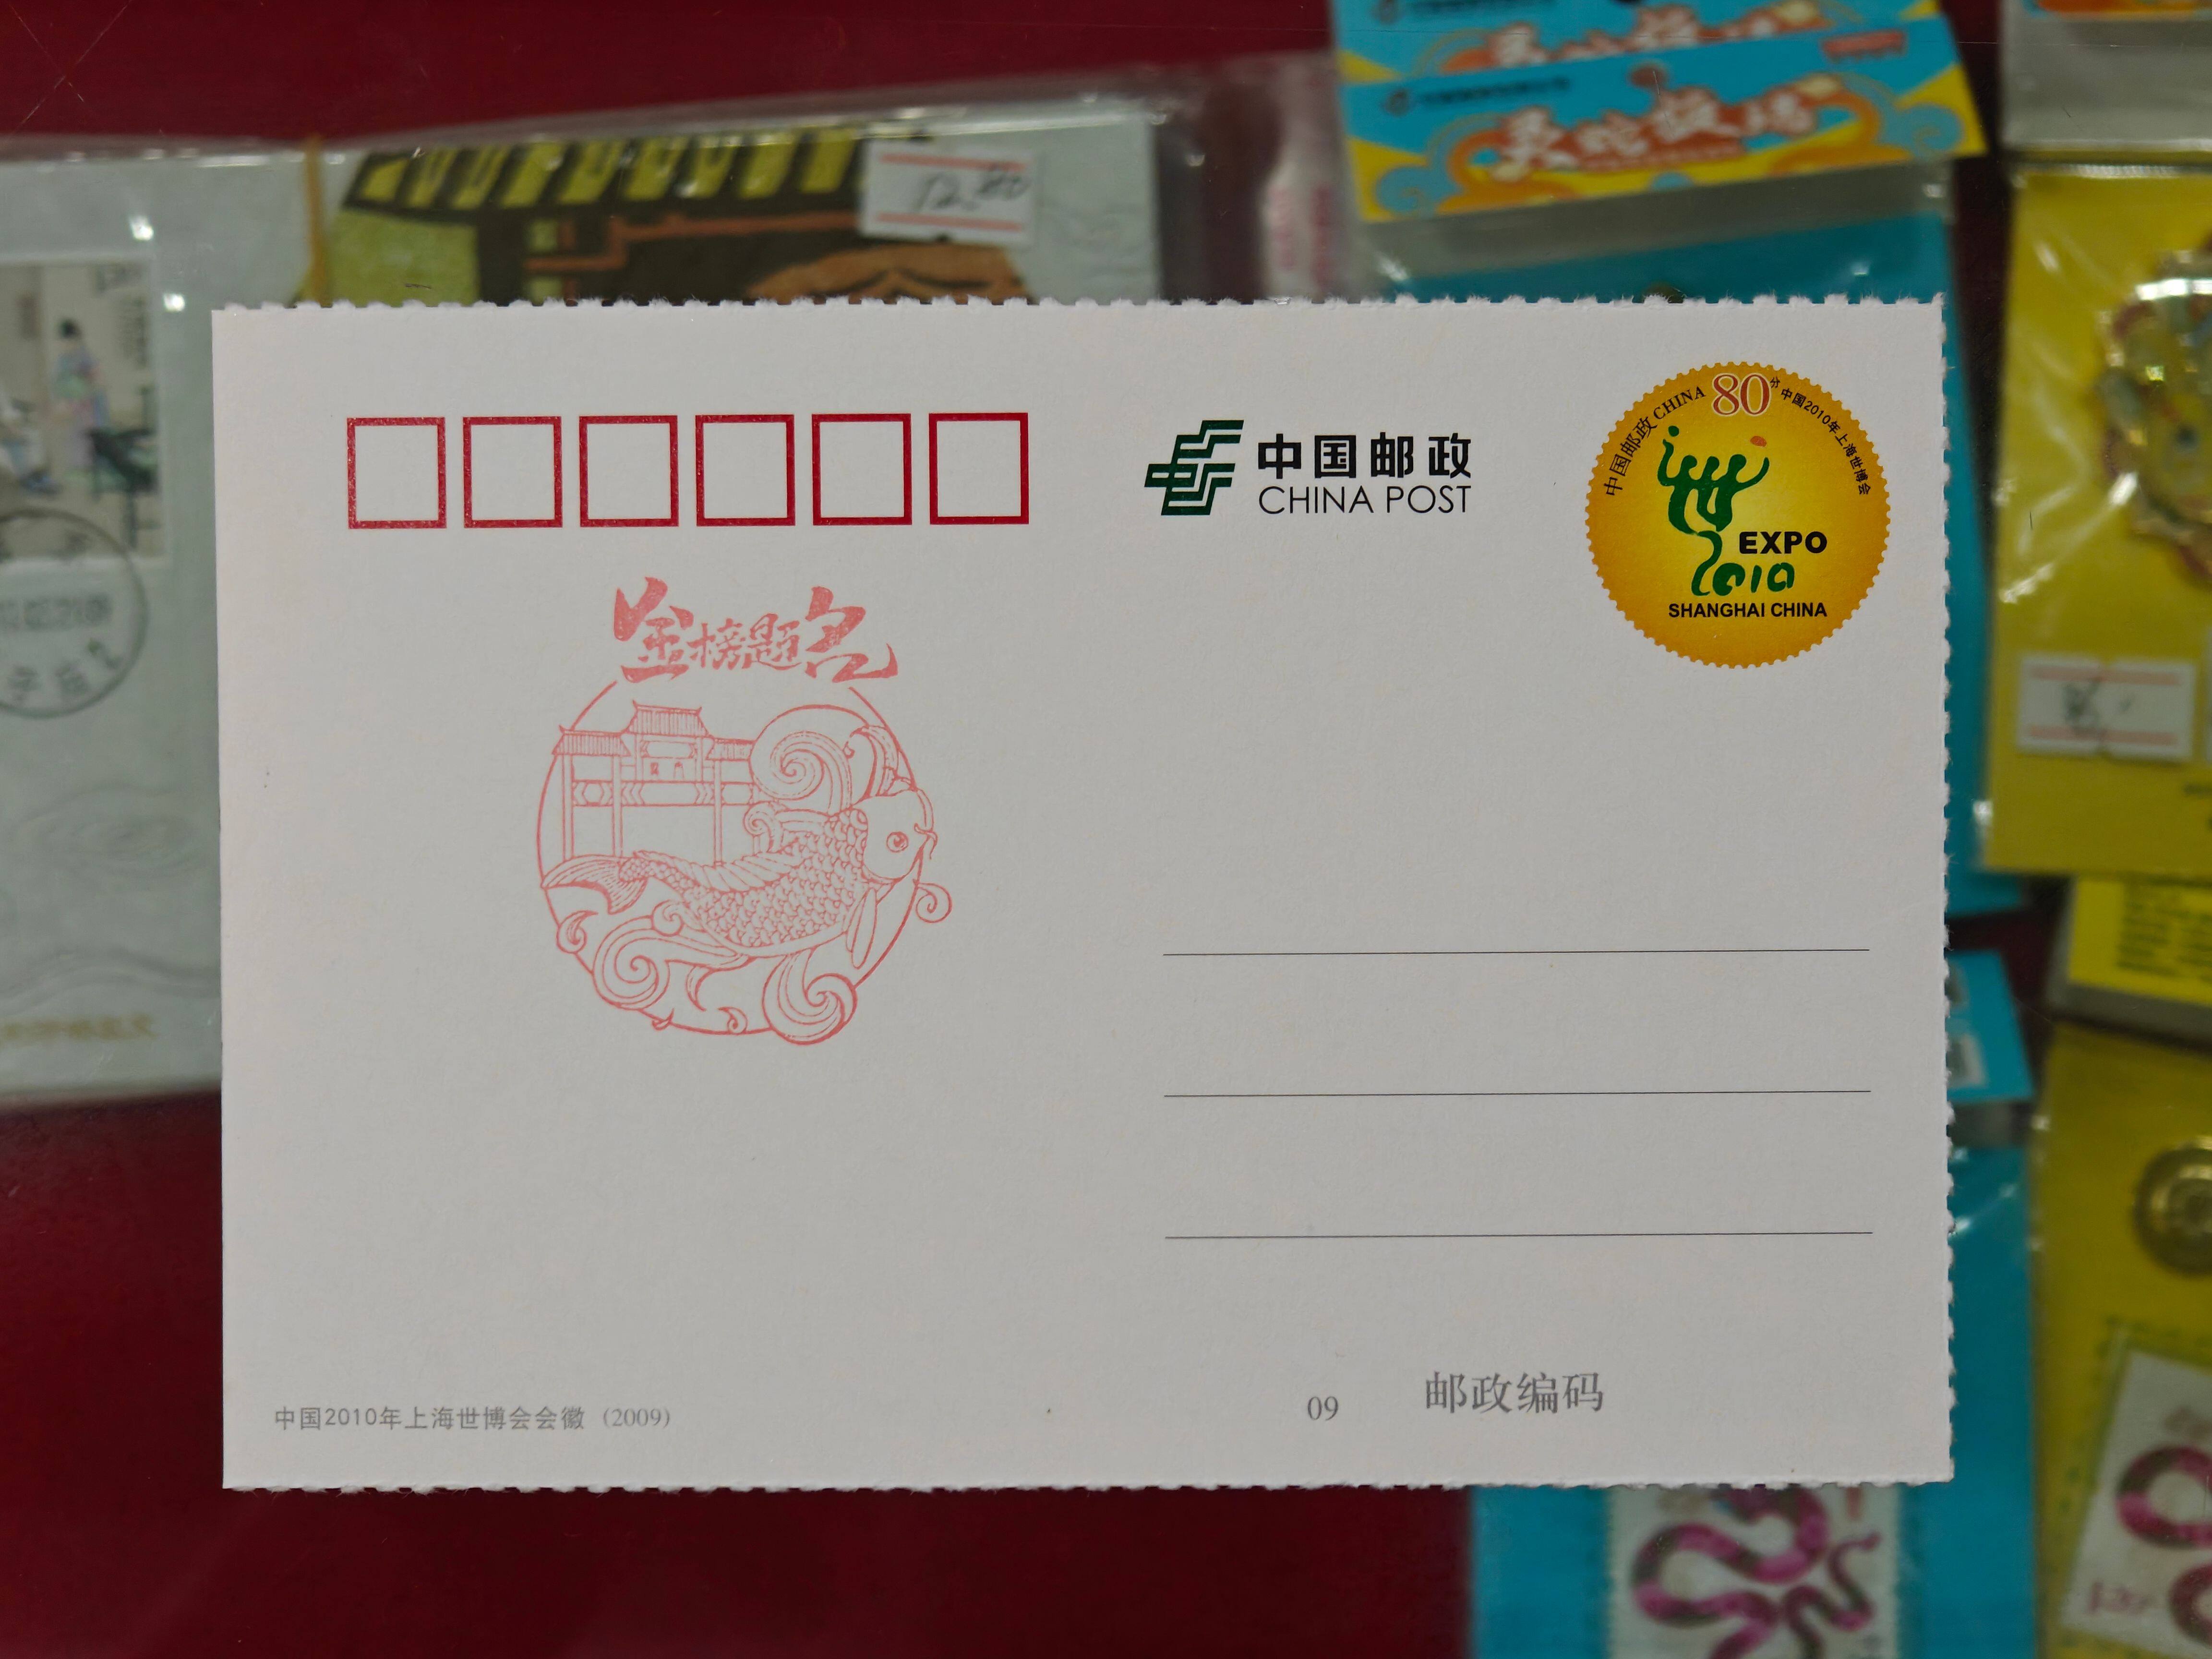 中国邮政
CHINA POST
中国邮政 CHINA 80分 中国2010年上海世博会
EXPO
2010
SHANGHAI CHINA
金榜题名
中国2010年上海世博会会徽 (2009)
09
邮政编码